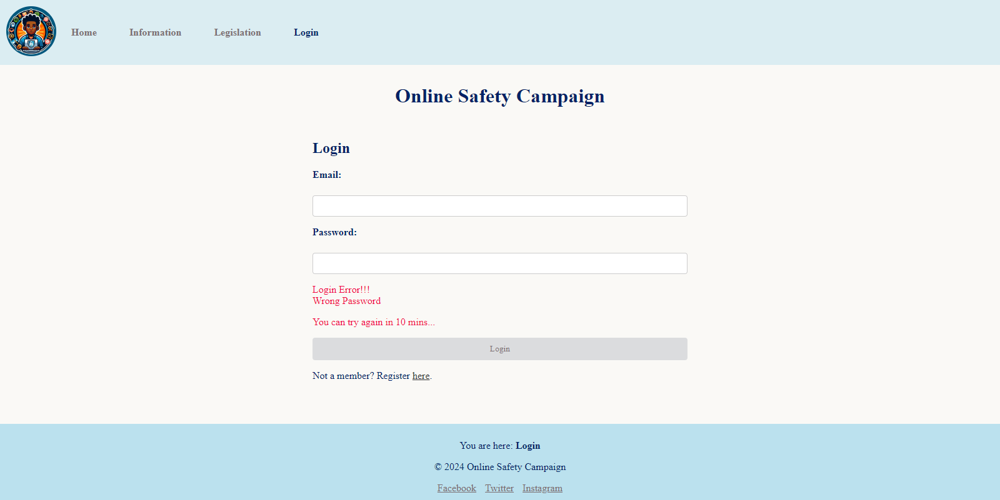 Home Information Legislation Login
Online Safety Campaign
Login
Email:
Password:
Login Error!!!
Wrong Password
You can try again in 10 mins...
Login
Not a member? Register here.
You are here: Login
© 2024 Online Safety Campaign
Facebook Twitter Instagram